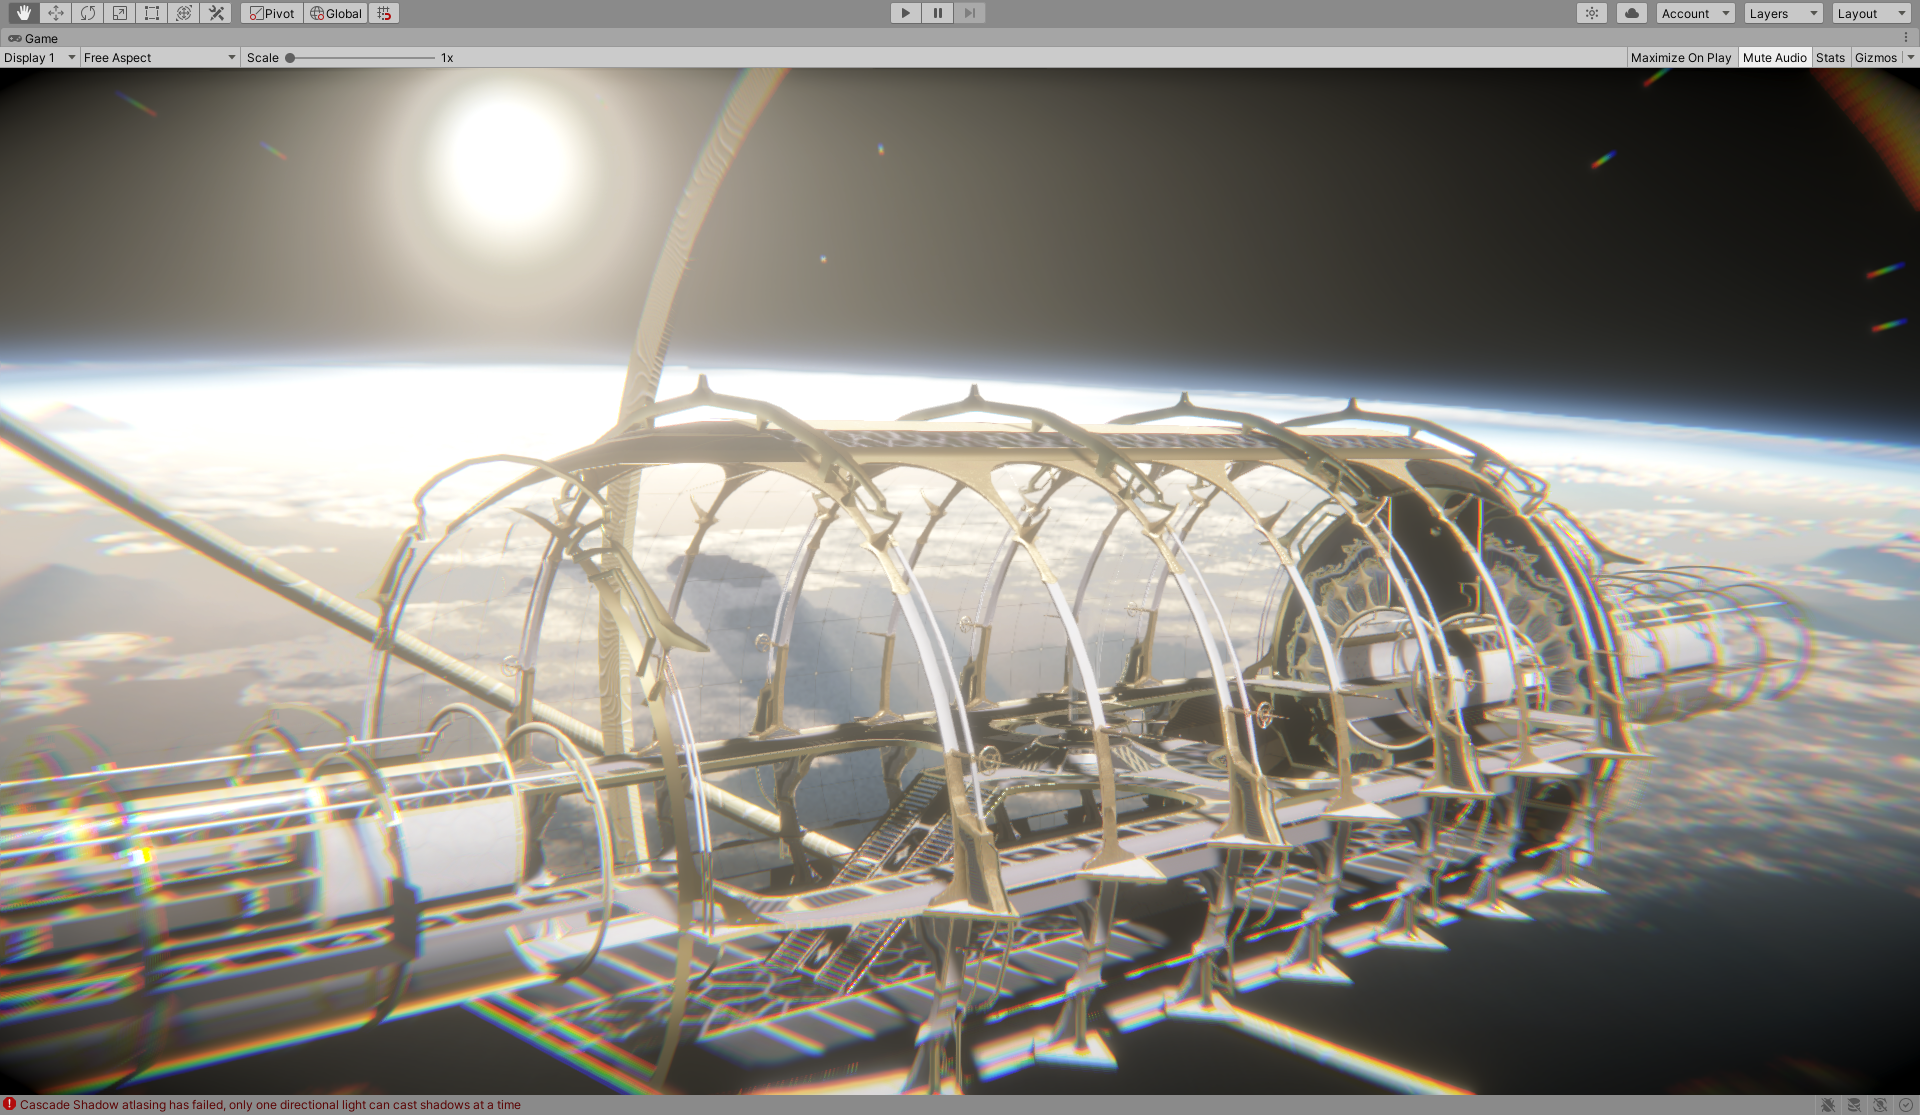 Pivot Global Account Layers Layout
Game
Display 1 Free Aspect Scale 1x Maximize On Play Mute Audio Stats Gizmos
Cascade Shadow atlasing has failed, only one directional light can cast shadows at a time